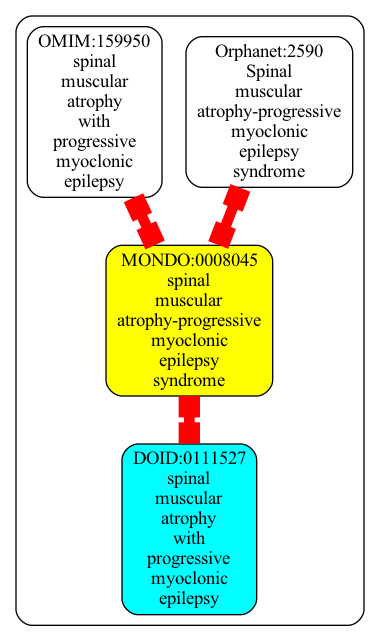 OMIM:159950
spinal
muscular
atrophy
with
progressive
myoclonic
epilepsy
Orphanet:2590
Spinal
muscular
atrophy-progressive
myoclonic
epilepsy
syndrome
MONDO:0008045
spinal
muscular
atrophy-progressive
myoclonic
epilepsy
syndrome
DOID:0111527
spinal
muscular
atrophy
with
progressive
myoclonic
epilepsy